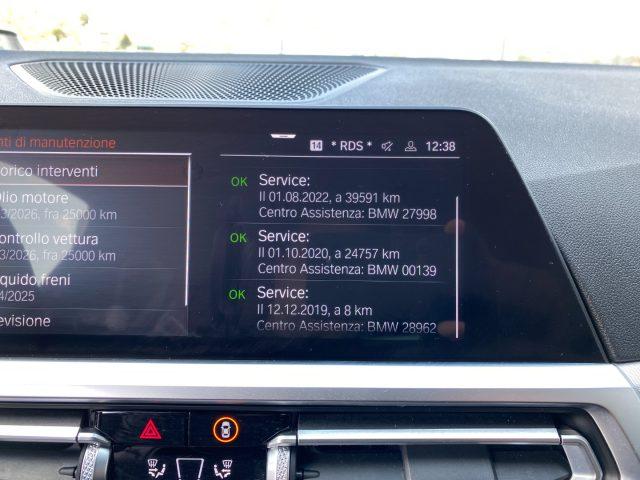 nti di manutenzione
14 * RDS * 12:38
orico interventi
lio motore
3/2026, fra 25000 km
ontrollo vettura
3/2026, fra 25000 km
quido freni
4/2025
evisione
OK Service:
Il 01.08.2022, a 39591 km
Centro Assistenza: BMW 27998
OK Service:
Il 01.10.2020, a 24757 km
Centro Assistenza: BMW 00139
OK Service:
Il 12.12.2019, a 8 km
Centro Assistenza: BMW 28962